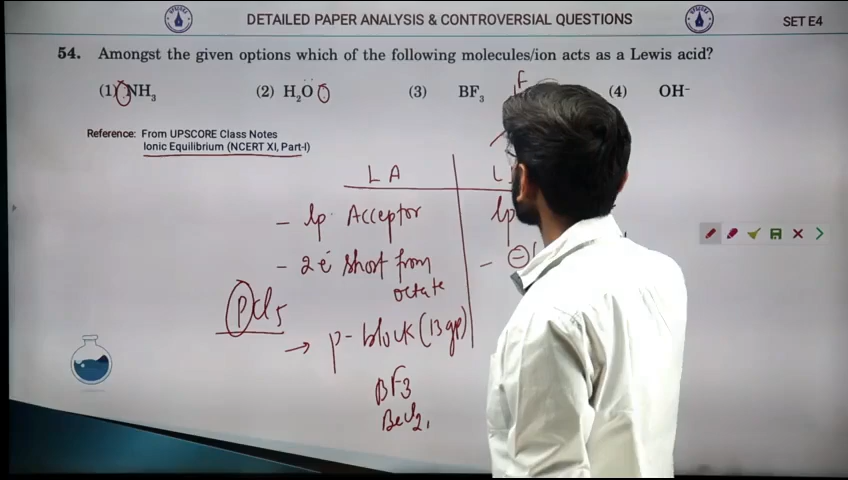 DETAILED PAPER ANALYSIS & CONTROVERSIAL QUESTIONS
SET E4
54. Amongst the given options which of the following molecules/ion acts as a Lewis acid?
(1) NH₃ (2) H₂O (3) BF₃ (4) OH⁻
F
Reference: From UPSCORE Class Notes
Ionic Equilibrium (NCERT XI, Part-I)
LA L
- lp Acceptor lp
- 2e⁻ short from - ⊖
octate
PCl₅
→ p-block (13 gp)
BF3
BeCl2,